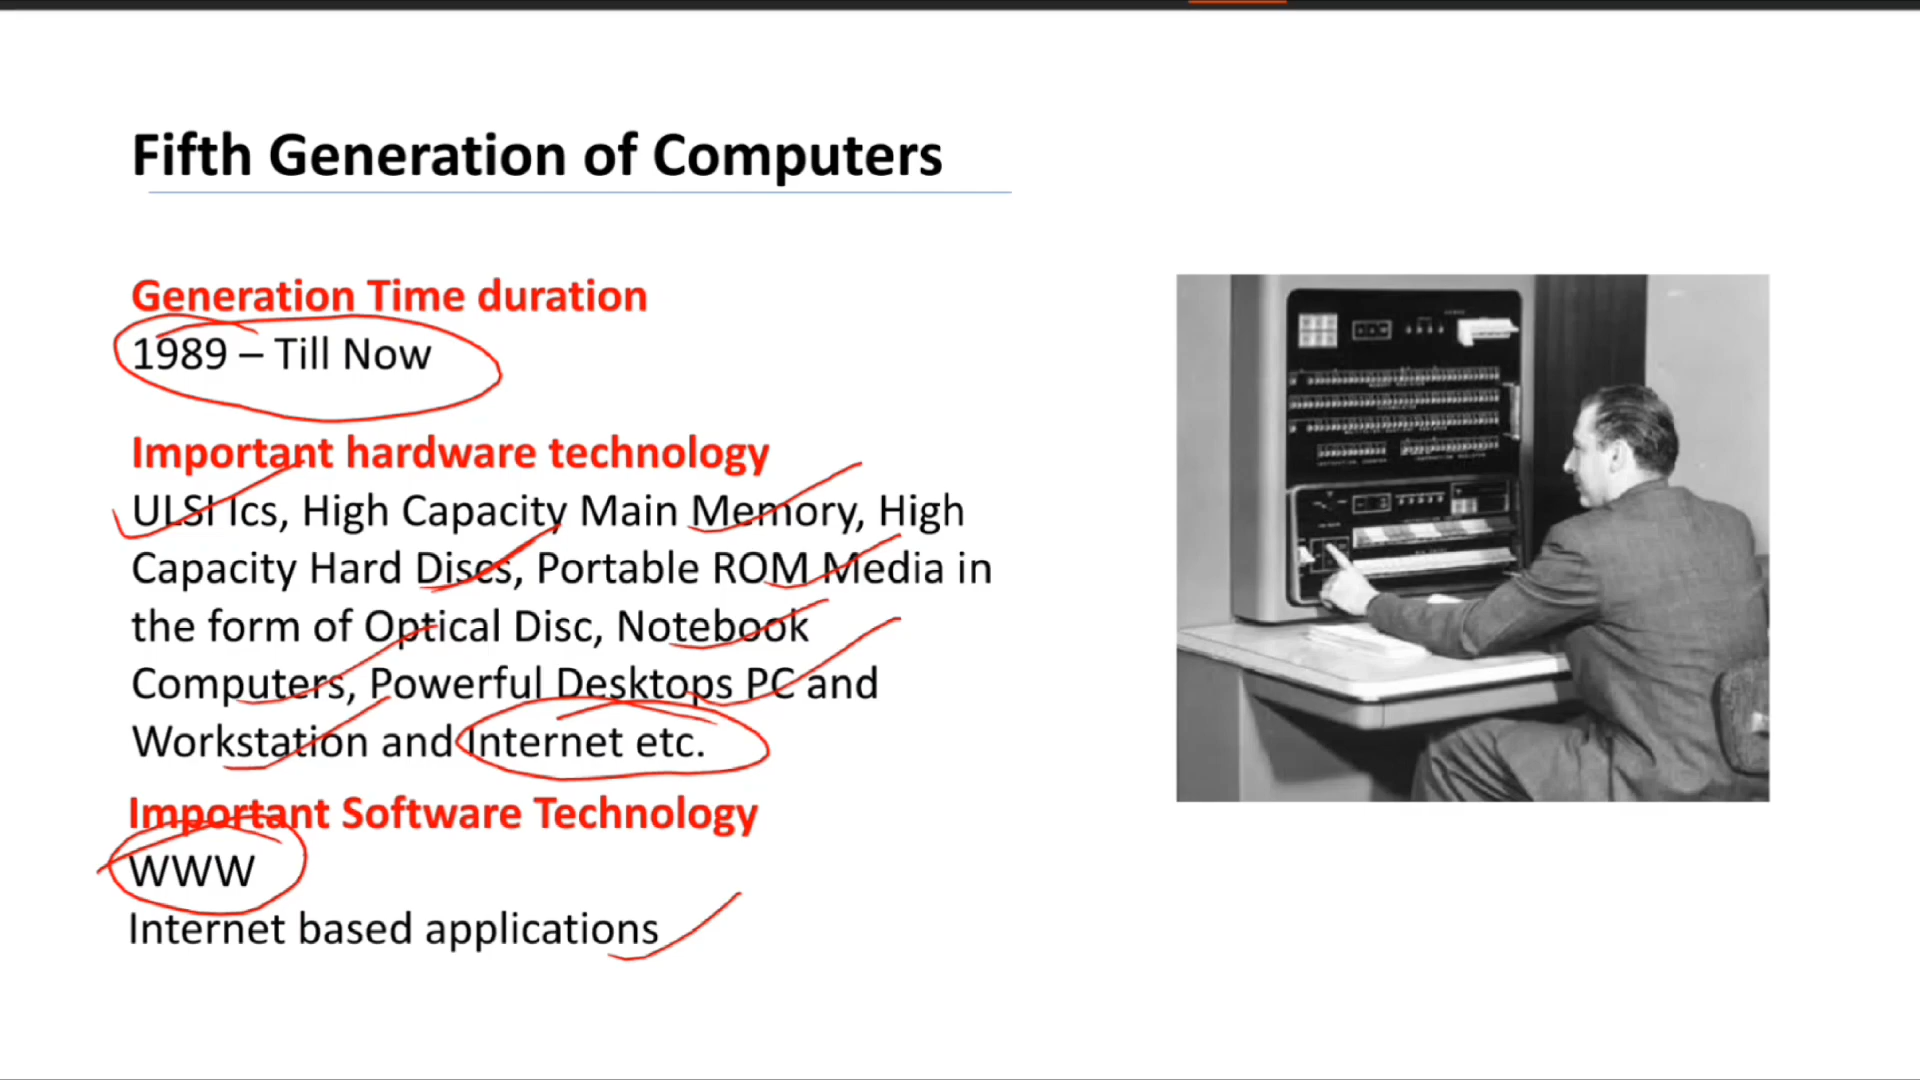 Fifth Generation of Computers
Generation Time duration
1989 – Till Now
Important hardware technology
ULSI Ics, High Capacity Main Memory, High
Capacity Hard Discs, Portable ROM Media in
the form of Optical Disc, Notebook
Computers, Powerful Desktops PC and
Workstation and Internet etc.
Important Software Technology
WWW
Internet based applications